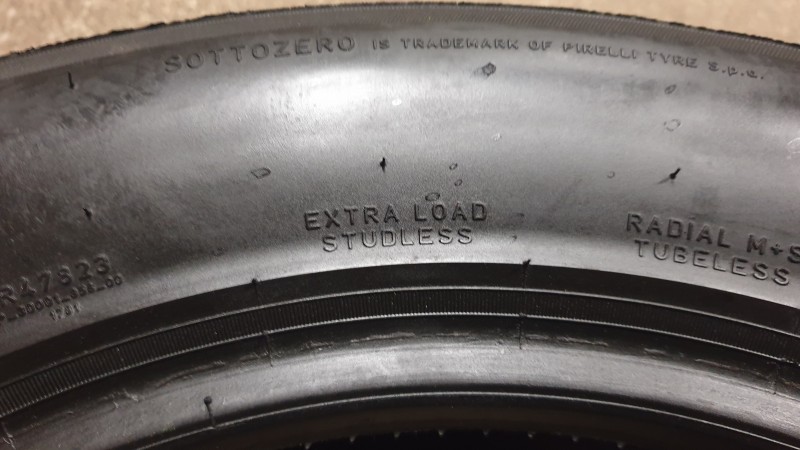 SOTTOZERO IS TRADEMARK OF PIRELLI TYRE S.p.a.
EXTRA LOAD
STUDLESS
RADIAL M+S
TUBELESS